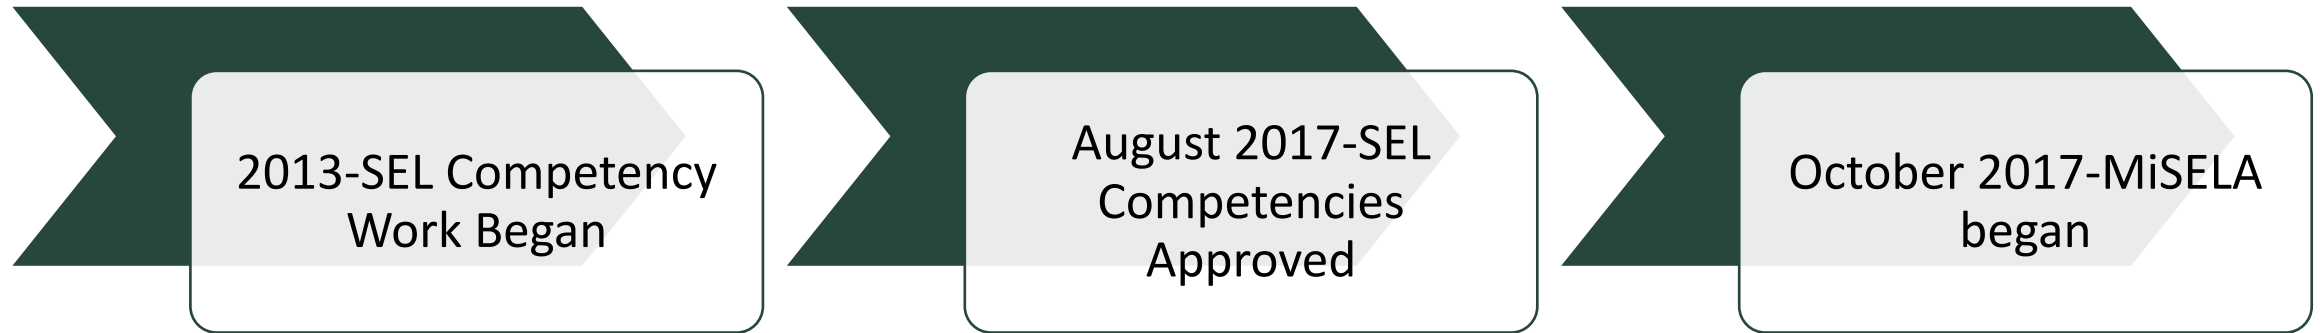 2013-SEL Competency
Work Began
August 2017-SEL
Competencies
Approved
October 2017-MiSELA
began